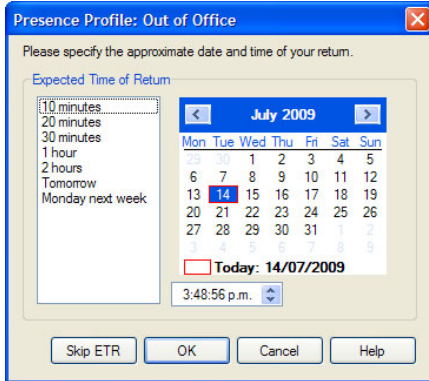 Presence Profile: Out of Office
Please specify the approximate date and time of your return.
Expected Time of Return
10 minutes
20 minutes
30 minutes
1 hour
2 hours
Tomorrow
Monday next week
< July 2009 >
Mon Tue Wed Thu Fri Sat Sun
29 30 1 2 3 4 5
6 7 8 9 10 11 12
13 14 15 16 17 18 19
20 21 22 23 24 25 26
27 28 29 30 31 1 2
3 4 5 6 7 8 9
Today: 14/07/2009
3:48:56 p.m.
Skip ETR OK Cancel Help